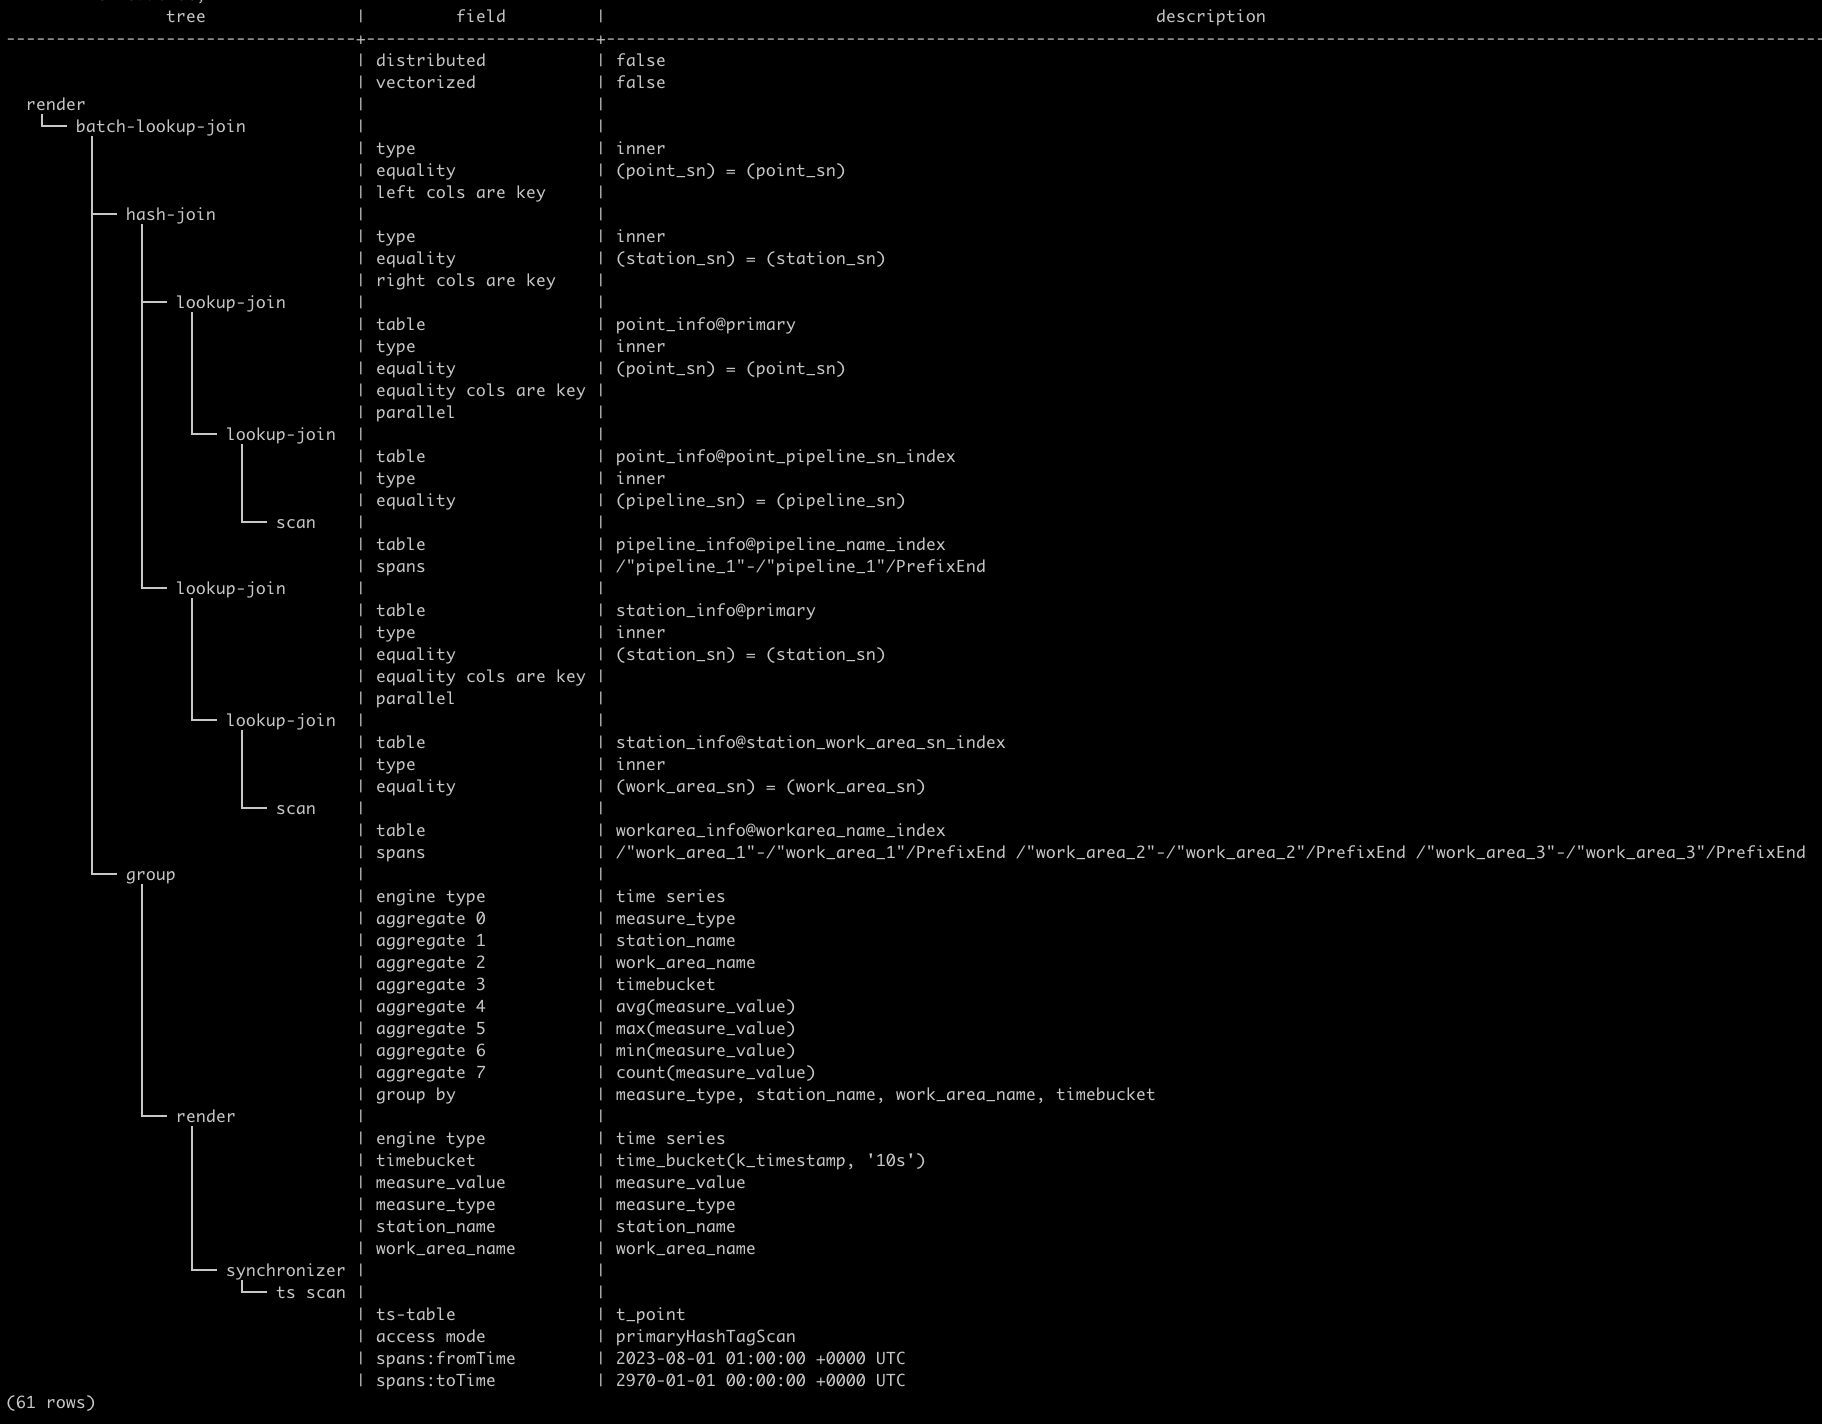 tree | field | description
-----------------------------------+-----------------------+--------------------------------------------------------------------------------------------------------------------------
| distributed | false
| vectorized | false
render | |
└── batch-lookup-join | |
| type | inner
| equality | (point_sn) = (point_sn)
| left cols are key |
├── hash-join | |
| type | inner
| equality | (station_sn) = (station_sn)
| right cols are key |
├── lookup-join | |
| table | point_info@primary
| type | inner
| equality | (point_sn) = (point_sn)
| equality cols are key |
| parallel |
└── lookup-join | |
| table | point_info@point_pipeline_sn_index
| type | inner
| equality | (pipeline_sn) = (pipeline_sn)
└── scan | |
| table | pipeline_info@pipeline_name_index
| spans | /"pipeline_1"-/"pipeline_1"/PrefixEnd
└── lookup-join | |
| table | station_info@primary
| type | inner
| equality | (station_sn) = (station_sn)
| equality cols are key |
| parallel |
└── lookup-join | |
| table | station_info@station_work_area_sn_index
| type | inner
| equality | (work_area_sn) = (work_area_sn)
└── scan | |
| table | workarea_info@workarea_name_index
| spans | /"work_area_1"-/"work_area_1"/PrefixEnd /"work_area_2"-/"work_area_2"/PrefixEnd /"work_area_3"-/"work_area_3"/PrefixEnd
└── group | |
| engine type | time series
| aggregate 0 | measure_type
| aggregate 1 | station_name
| aggregate 2 | work_area_name
| aggregate 3 | timebucket
| aggregate 4 | avg(measure_value)
| aggregate 5 | max(measure_value)
| aggregate 6 | min(measure_value)
| aggregate 7 | count(measure_value)
| group by | measure_type, station_name, work_area_name, timebucket
└── render | |
| engine type | time series
| timebucket | time_bucket(k_timestamp, '10s')
| measure_value | measure_value
| measure_type | measure_type
| station_name | station_name
| work_area_name | work_area_name
└── synchronizer | |
└── ts scan | |
| ts-table | t_point
| access mode | primaryHashTagScan
| spans:fromTime | 2023-08-01 01:00:00 +0000 UTC
| spans:toTime | 2970-01-01 00:00:00 +0000 UTC
(61 rows)